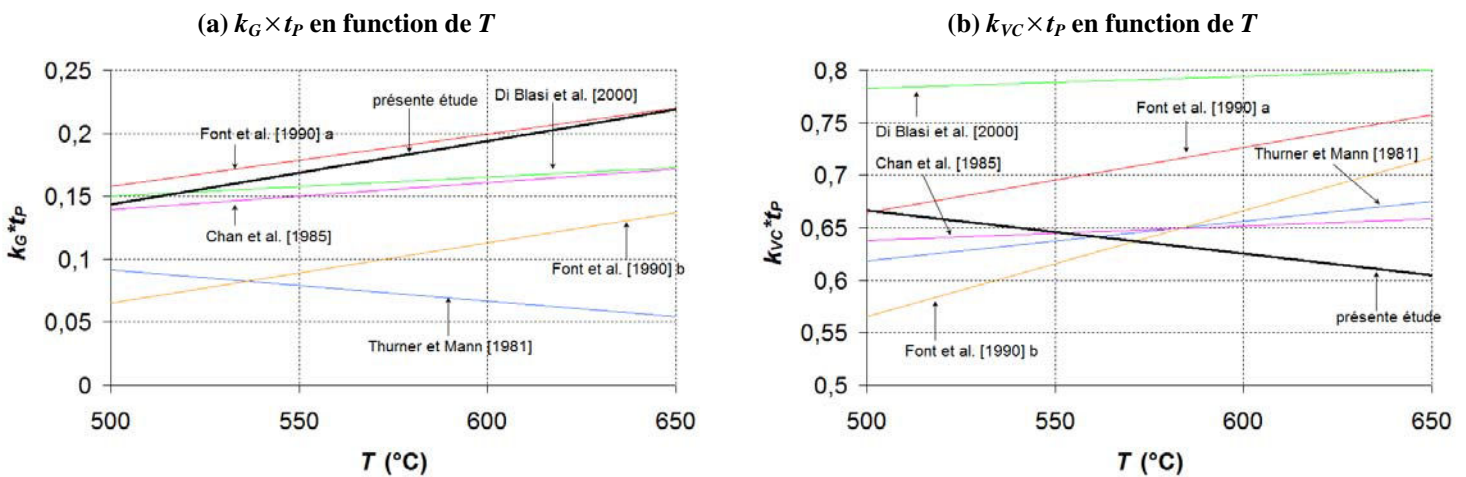 (a) kG×tP en function de T
0,25
0,2
0,15
0,1
0,05
0
kG*tP
500
550
600
650
T (°C)
présente étude
Di Blasi et al. [2000]
Font et al. [1990] a
Chan et al. [1985]
Font et al. [1990] b
Thurner et Mann [1981]
(b) kVC×tP en function de T
0,8
0,75
0,7
0,65
0,6
0,55
0,5
kVC*tP
500
550
600
650
T (°C)
Font et al. [1990] a
Di Blasi et al. [2000]
Thurner et Mann [1981]
Chan et al. [1985]
présente étude
Font et al. [1990] b